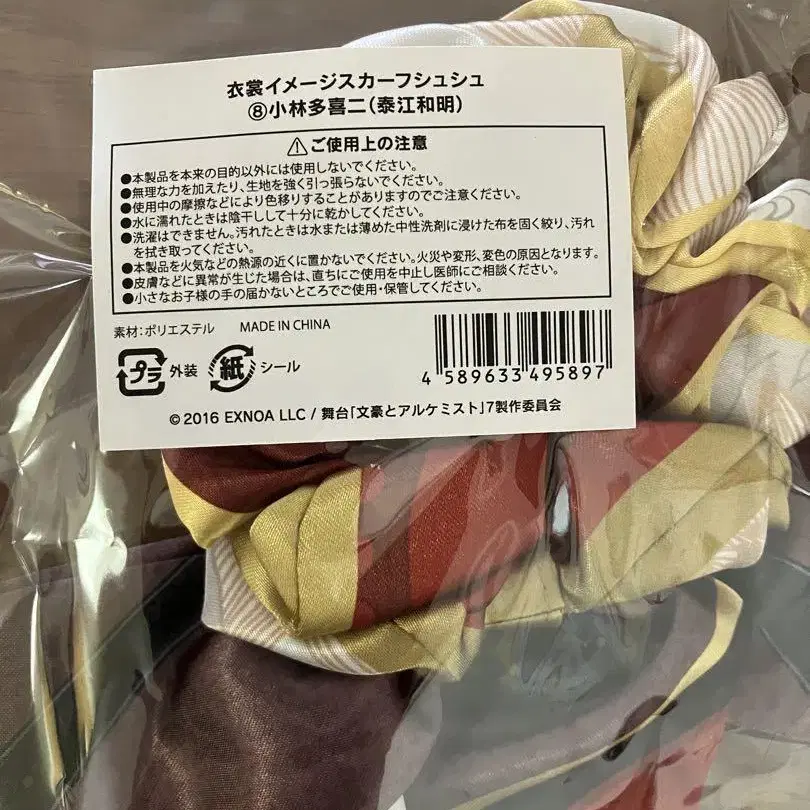 衣裳イメージスカーフシュシュ
⑧小林多喜二(泰江和明)
⚠ご使用上の注意
●本製品を本来の目的以外には使用しないでください。
●無理な力を加えたり、生地を強く引っ張らないでください。
●使用中の摩擦などにより色移りすることがありますのでご注意ください。
●水に濡れたときは陰干しして十分に乾かしてください。
●洗濯はできません。汚れたときは水または薄めた中性洗剤に浸けた布を固く絞り、汚れ
を拭き取ってください。
●本製品を火気などの熱源の近くに置かないでください。火災や変形、変色の原因となります。
●皮膚などに異常が生じた場合は、直ちにご使用を中止し医師にご相談ください。
●小さなお子様の手の届かないところでご使用・保管してください。
素材:ポリエステル MADE IN CHINA
プラ 外装 紙 シール
4 589633 495897
© 2016 EXNOA LLC / 舞台「文豪とアルケミスト」7製作委員会